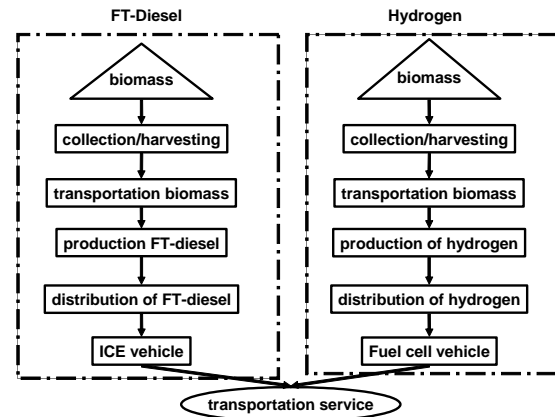 FT-Diesel
biomass
collection/harvesting
transportation biomass
production FT-diesel
distribution of FT-diesel
ICE vehicle
Hydrogen
biomass
collection/harvesting
transportation biomass
production of hydrogen
distribution of hydrogen
Fuel cell vehicle
transportation service